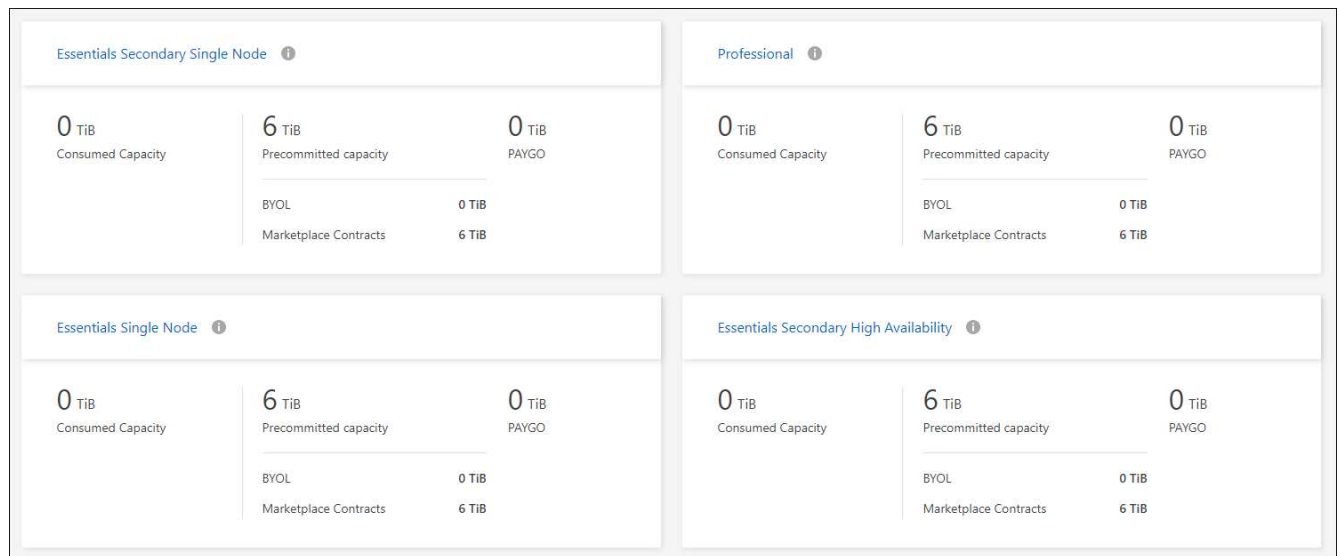 Essentials Secondary Single Node
0 TiB
Consumed Capacity
6 TiB
Precommitted capacity
BYOL 0 TiB
Marketplace Contracts 6 TiB
0 TiB
PAYGO
Professional
0 TiB
Consumed Capacity
6 TiB
Precommitted capacity
BYOL 0 TiB
Marketplace Contracts 6 TiB
0 TiB
PAYGO
Essentials Single Node
0 TiB
Consumed Capacity
6 TiB
Precommitted capacity
BYOL 0 TiB
Marketplace Contracts 6 TiB
0 TiB
PAYGO
Essentials Secondary High Availability
0 TiB
Consumed Capacity
6 TiB
Precommitted capacity
BYOL 0 TiB
Marketplace Contracts 6 TiB
0 TiB
PAYGO